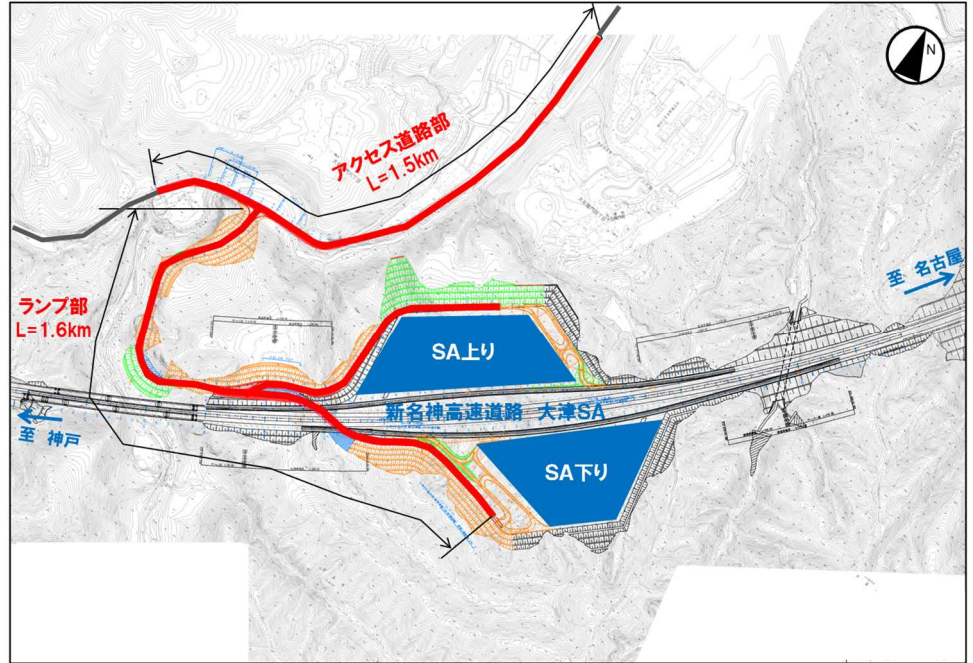 N
アクセス道路部
L=1.5km
至 名古屋
ランプ部
L=1.6km
SA上り
新名神高速道路 大津SA
至 神戸
SA下り